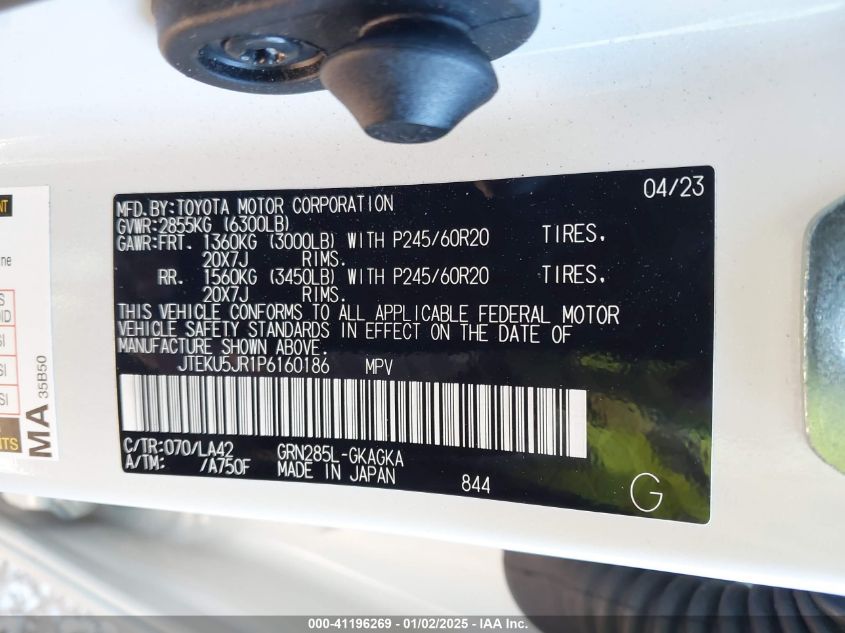 04/23
MFD.BY:TOYOTA MOTOR CORPORATION
GVWR:2855KG (6300LB)
GAWR:FRT. 1360KG (3000LB) WITH P245/60R20 TIRES.
20X7J RIMS.
RR. 1560KG (3450LB) WITH P245/60R20 TIRES.
20X7J RIMS.
THIS VEHICLE CONFORMS TO ALL APPLICABLE FEDERAL MOTOR
VEHICLE SAFETY STANDARDS IN EFFECT ON THE DATE OF
MANUFACTURE SHOWN ABOVE.
JTEKU5JR1P6160186 MPV
C/TR:070/LA42 GRN285L-GKAGKA
A/TM: /A750F MADE IN JAPAN
844
G
MA 35B50
000-41196269 - 01/02/2025 - IAA Inc.